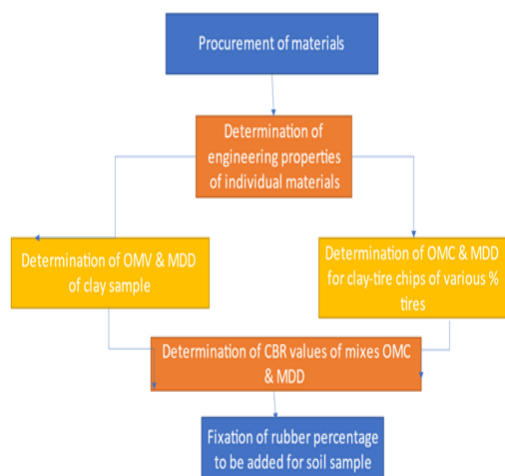 Procurement of materials
Determination of
engineering properties
of individual materials
Determination of OMV & MDD
of clay sample
Determination of OMC & MDD
for clay-tire chips of various %
tires
Determination of CBR values of mixes OMC
& MDD
Fixation of rubber percentage
to be added for soil sample